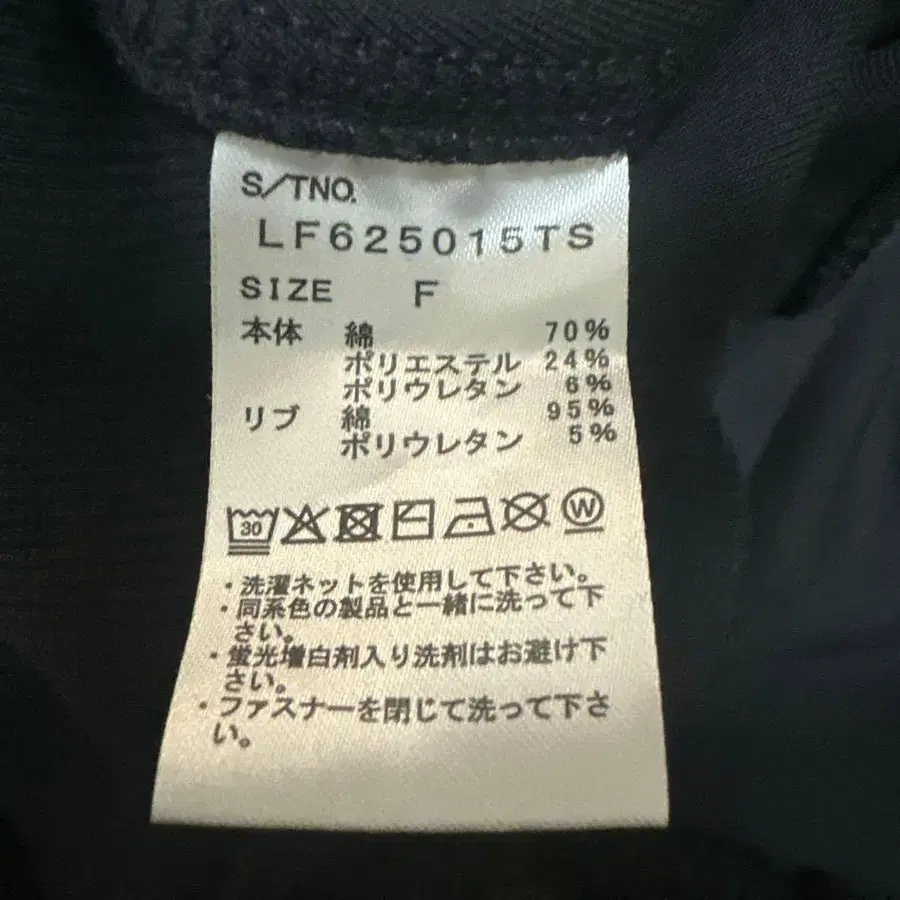 S/TNO.
LF625015TS
SIZE F
本体 綿 70%
ポリエステル 24%
ポリウレタン 6%
リブ 綿 95%
ポリウレタン 5%
30 W
・洗濯ネットを使用して下さい。
・同系色の製品と一緒に洗って下
さい。
・蛍光増白剤入り洗剤はお避け下
さい。
・ファスナーを閉じて洗って下さ
い。